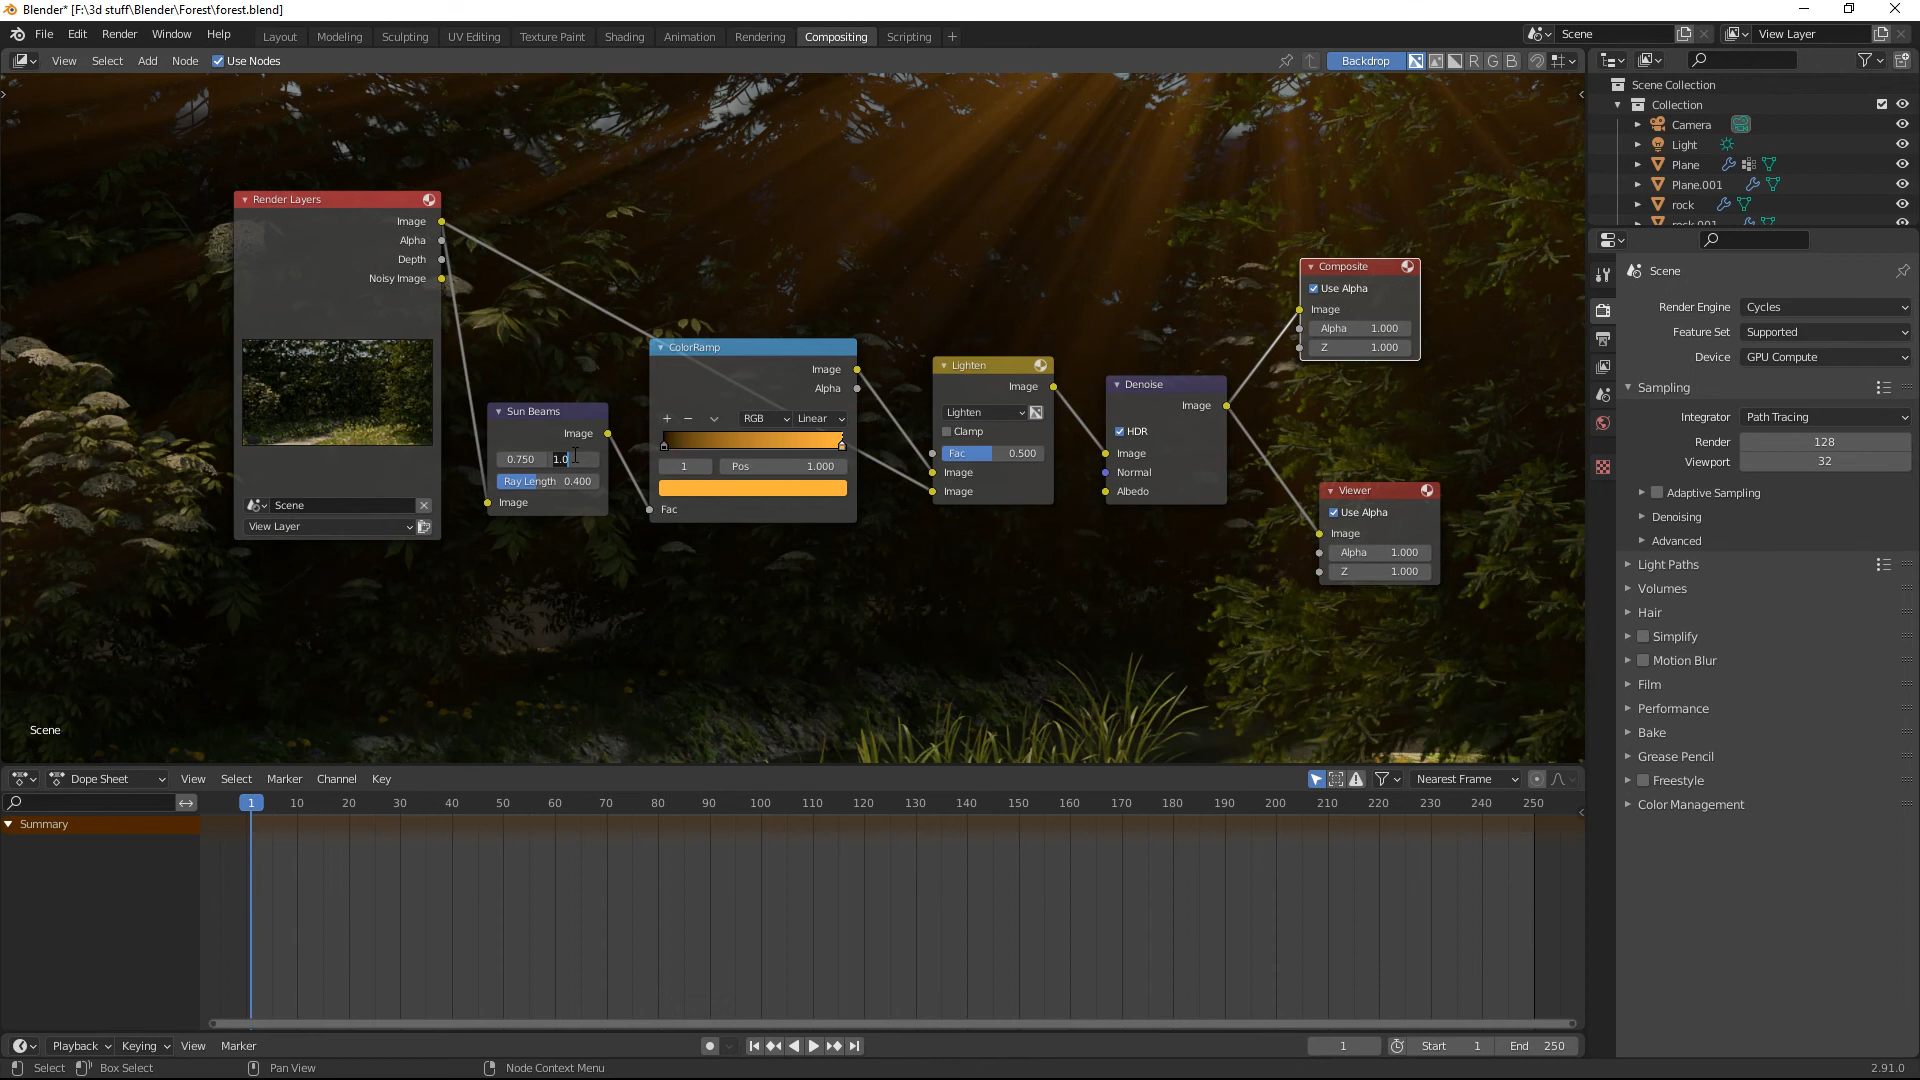 Blender* [F:\3d stuff\Blender\Forest\forest.blend]
File Edit Render Window Help Layout Modeling Sculpting UV Editing Texture Paint Shading Animation Rendering Compositing Scripting + Scene View Layer
View Select Add Node Use Nodes Backdrop R G B
Scene Collection
Collection
Camera
Light
Plane
Plane.001
rock
rock.001
Render Layers
Image
Alpha
Depth
Noisy Image
Scene
View Layer
Sun Beams
Image
0.750 1.0
Ray Length 0.400
Image
ColorRamp
Image
Alpha
+ − RGB Linear
1 Pos 1.000
Fac
Lighten
Image
Lighten
Clamp
Fac 0.500
Image
Image
Denoise
Image
HDR
Image
Normal
Albedo
Composite
Use Alpha
Image
Alpha 1.000
Z 1.000
Viewer
Use Alpha
Image
Alpha 1.000
Z 1.000
Scene
Scene
Render Engine Cycles
Feature Set Supported
Device GPU Compute
Sampling
Integrator Path Tracing
Render 128
Viewport 32
Adaptive Sampling
Denoising
Advanced
Light Paths
Volumes
Hair
Simplify
Motion Blur
Film
Performance
Bake
Grease Pencil
Freestyle
Color Management
Dope Sheet View Select Marker Channel Key Nearest Frame
1 10 20 30 40 50 60 70 80 90 100 110 120 130 140 150 160 170 180 190 200 210 220 230 240 250
Summary
Playback Keying View Marker 1 Start 1 End 250
Select Box Select Pan View Node Context Menu 2.91.0